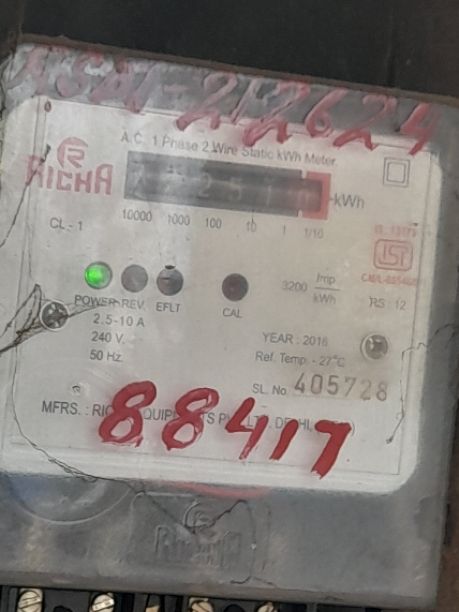 212624
A.C. 1 Phase 2 Wire Static kWh Meter
RICHA
kWh
CL - 1
10000 1000 100 10 1 1/10
3200 Imp/kWh
POWER REV. EFLT CAL
RS : 12
2.5-10 A
240 V.
50 Hz.
YEAR : 2016
Ref. Temp. - 27°C
SL. No. 405728
MFRS. :
88417
RICHA